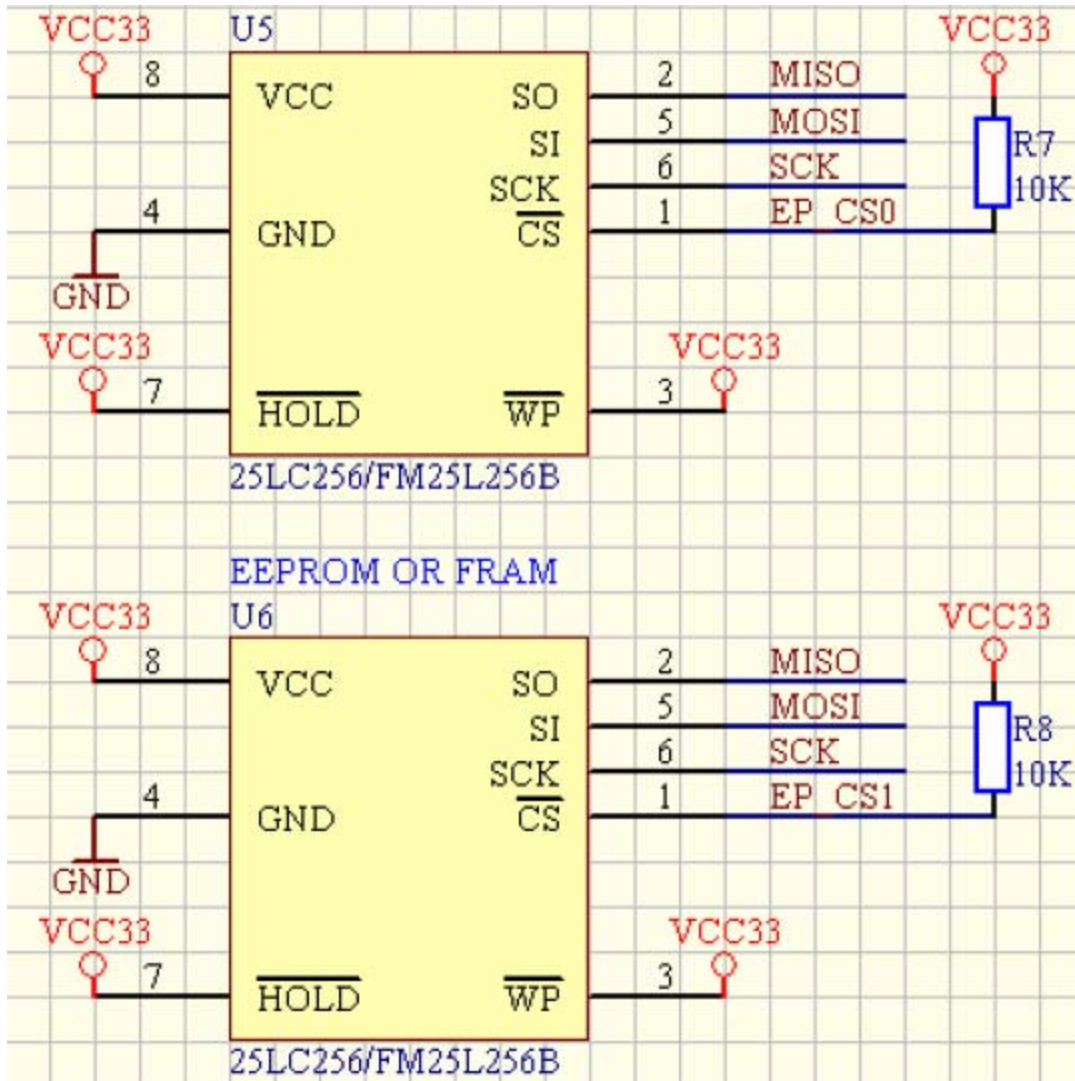 VCC33 U5 VCC33
8 VCC SO 2 MISO
SI 5 MOSI R7
SCK 6 SCK 10K
4 GND CS 1 EP_CS0
GND
VCC33 VCC33
7 HOLD WP 3
25LC256/FM25L256B
EEPROM OR FRAM
VCC33 U6 VCC33
8 VCC SO 2 MISO
SI 5 MOSI R8
SCK 6 SCK 10K
4 GND CS 1 EP_CS1
GND
VCC33 VCC33
7 HOLD WP 3
25LC256/FM25L256B